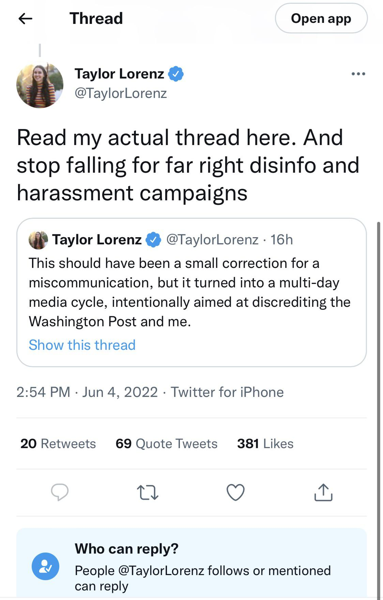 Thread
Open app
Taylor Lorenz
@TaylorLorenz
Read my actual thread here. And
stop falling for far right disinfo and
harassment campaigns
Taylor Lorenz @TaylorLorenz · 16h
This should have been a small correction for a
miscommunication, but it turned into a multi-day
media cycle, intentionally aimed at discrediting the
Washington Post and me.
Show this thread
2:54 PM · Jun 4, 2022 · Twitter for iPhone
20 Retweets 69 Quote Tweets 381 Likes
Who can reply?
People @TaylorLorenz follows or mentioned
can reply